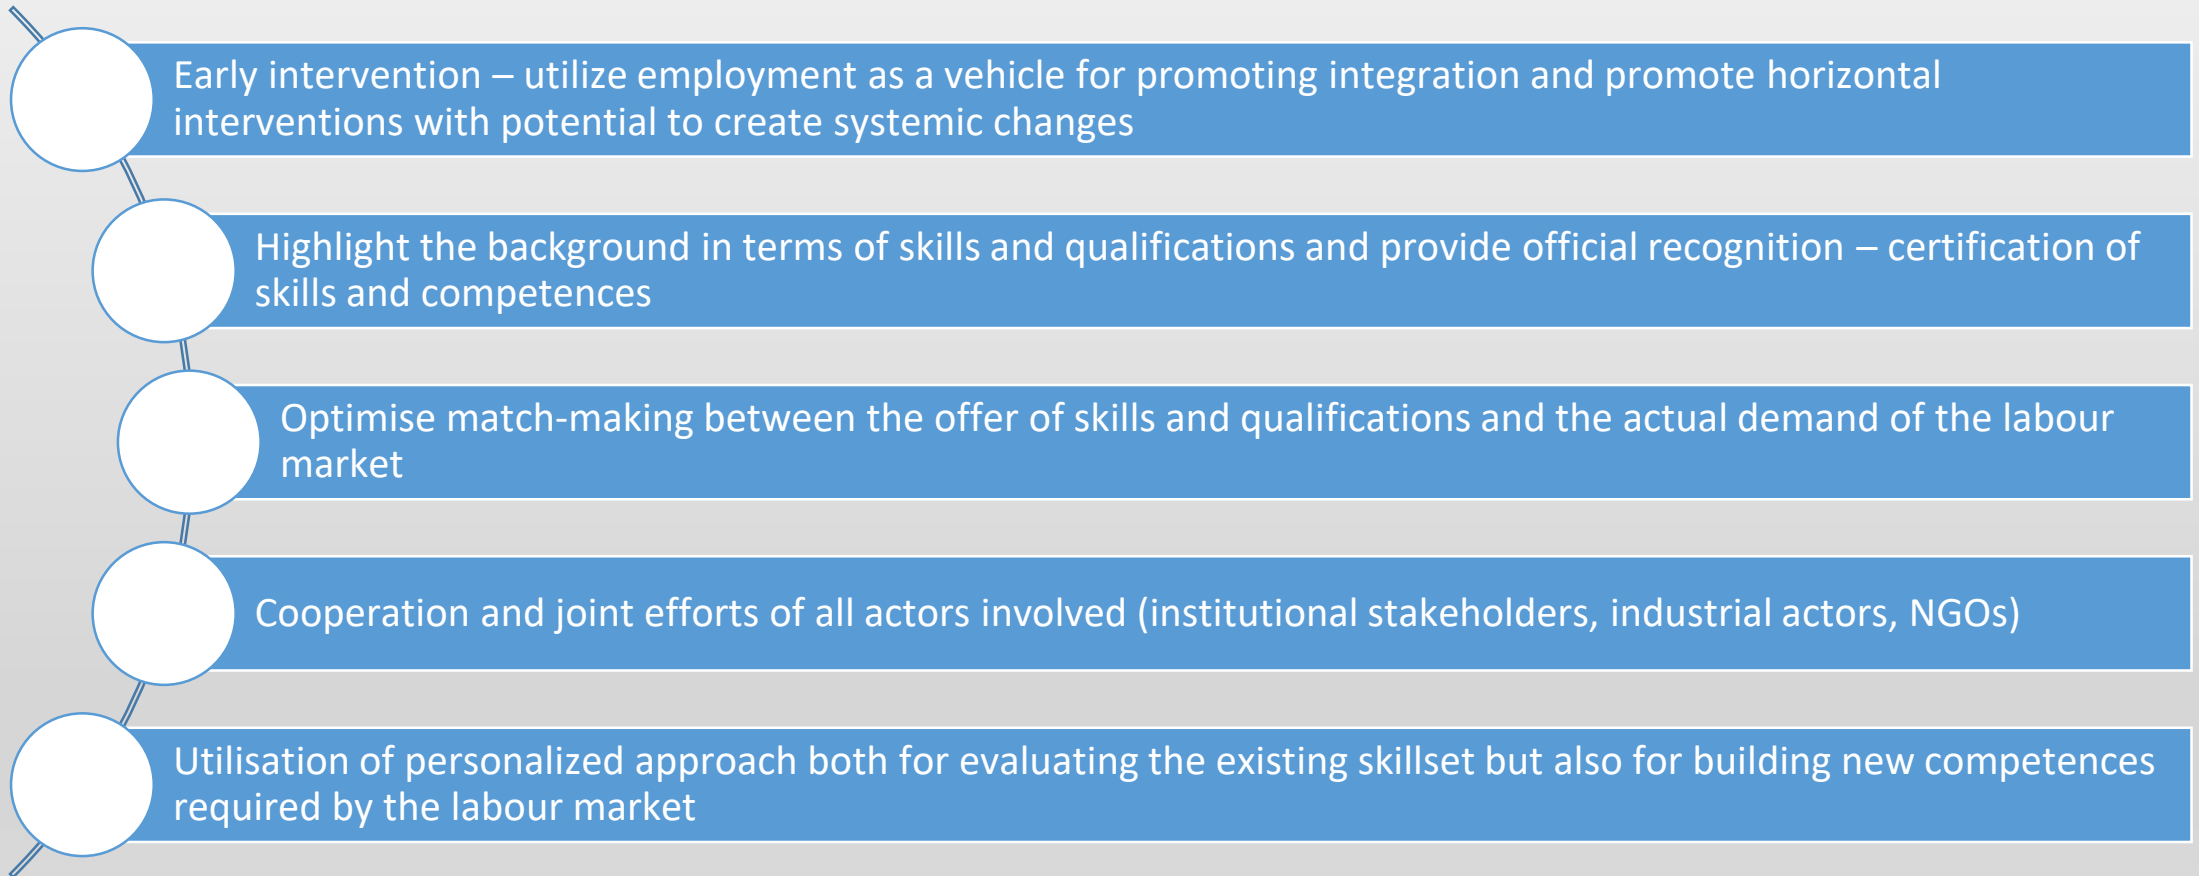 Early intervention – utilize employment as a vehicle for promoting integration and promote horizontal
interventions with potential to create systemic changes
Highlight the background in terms of skills and qualifications and provide official recognition – certification of
skills and competences
Optimise match-making between the offer of skills and qualifications and the actual demand of the labour
market
Cooperation and joint efforts of all actors involved (institutional stakeholders, industrial actors, NGOs)
Utilisation of personalized approach both for evaluating the existing skillset but also for building new competences
required by the labour market